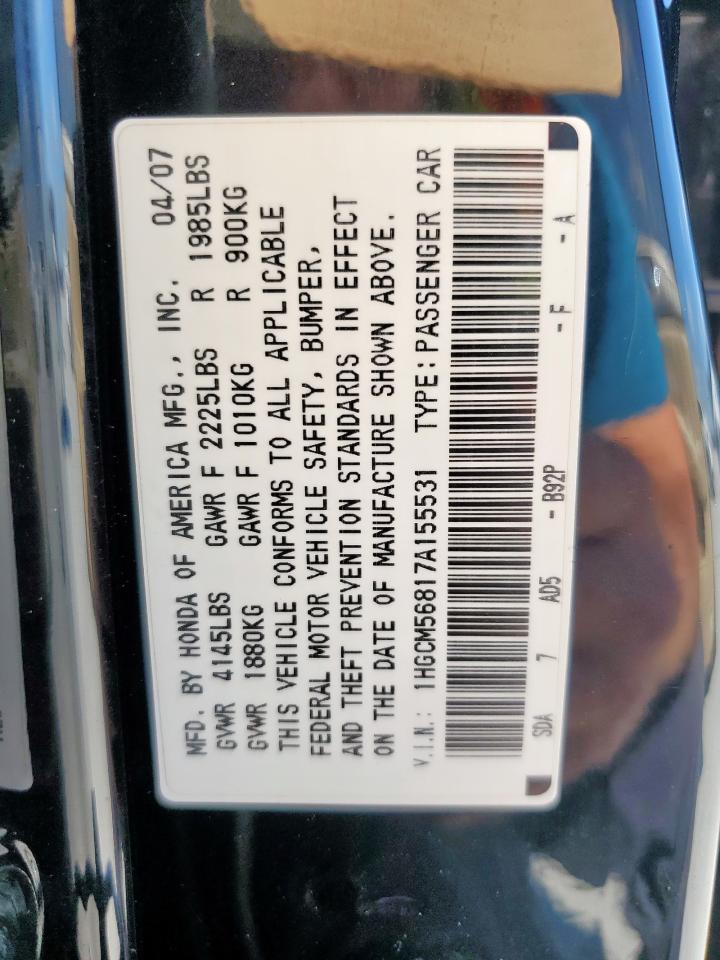 MFD. BY HONDA OF AMERICA MFG., INC. 04/07
GVWR 4145LBS GAWR F 2225LBS R 1985LBS
GVWR 1880KG GAWR F 1010KG R 900KG
THIS VEHICLE CONFORMS TO ALL APPLICABLE
FEDERAL MOTOR VEHICLE SAFETY, BUMPER,
AND THEFT PREVENTION STANDARDS IN EFFECT
ON THE DATE OF MANUFACTURE SHOWN ABOVE.
V.I.N.: 1HGCM56817A155531 TYPE: PASSENGER CAR
SDA 7 AD5 - B92P - F - A